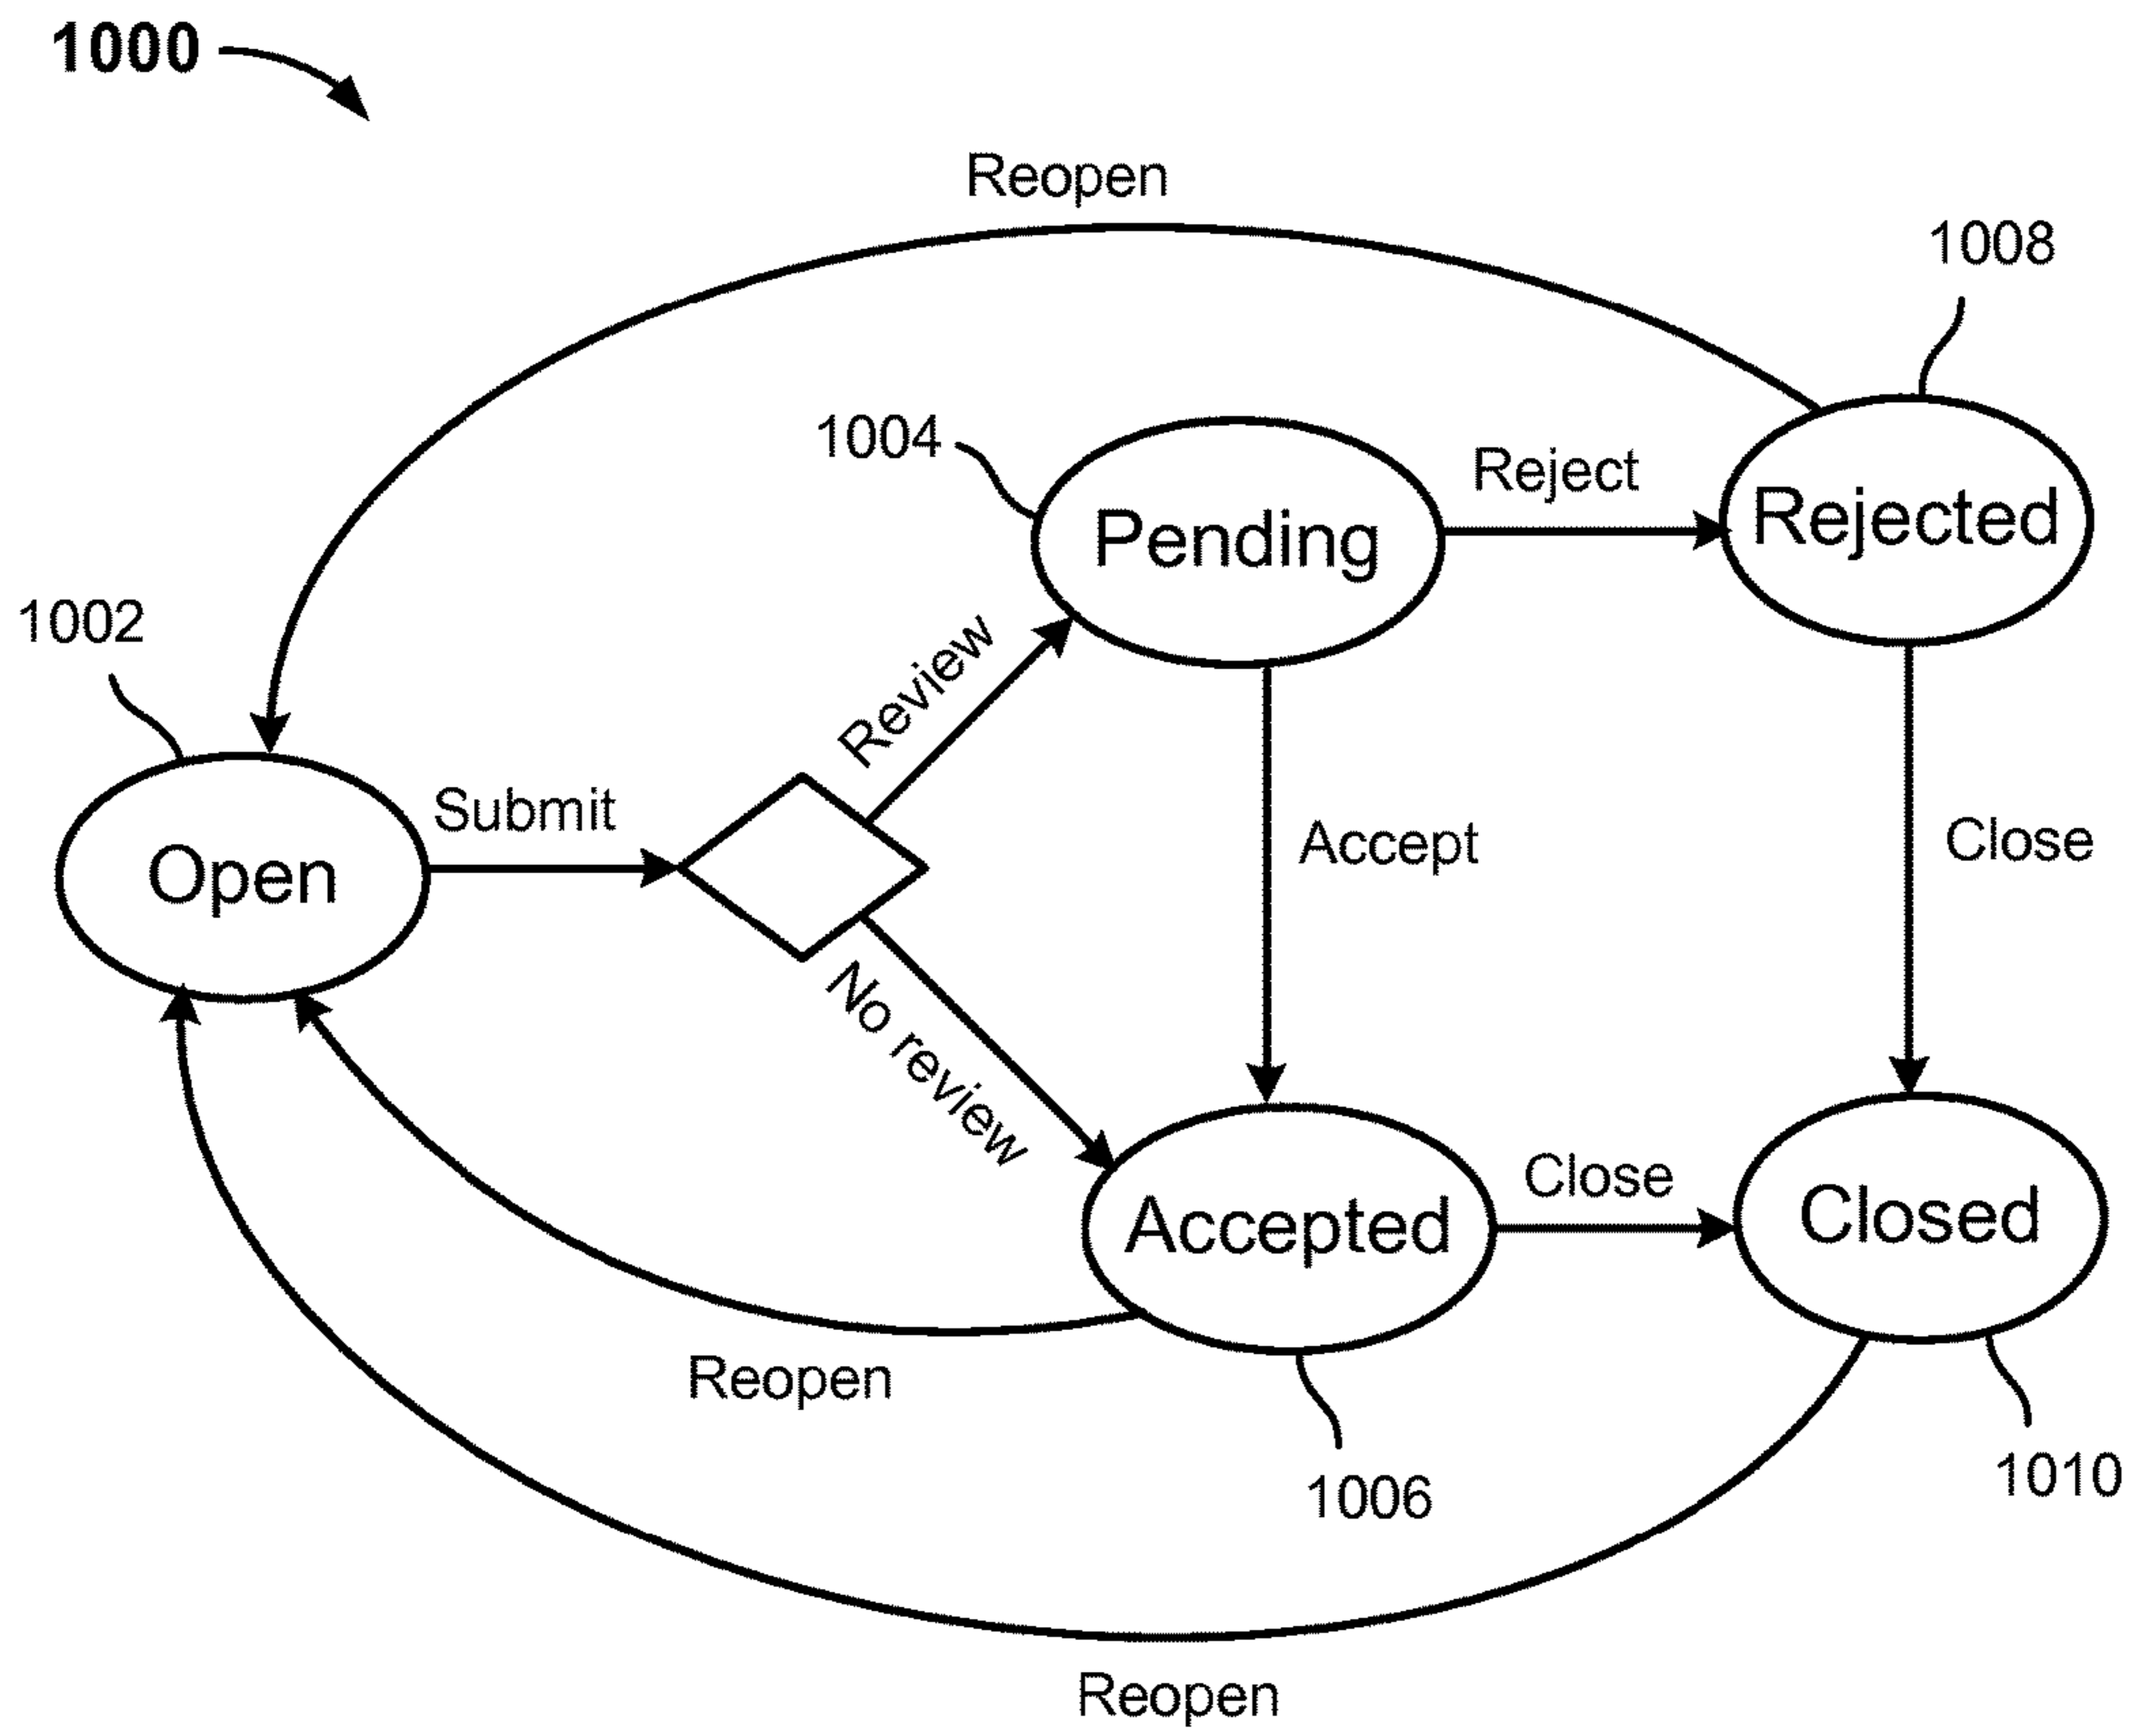 1000
Reopen
1008
1004
Reject
Pending
Rejected
1002
Review
Submit
Open
Accept
Close
No review
Close
Accepted
Closed
Reopen
1006
1010
Reopen